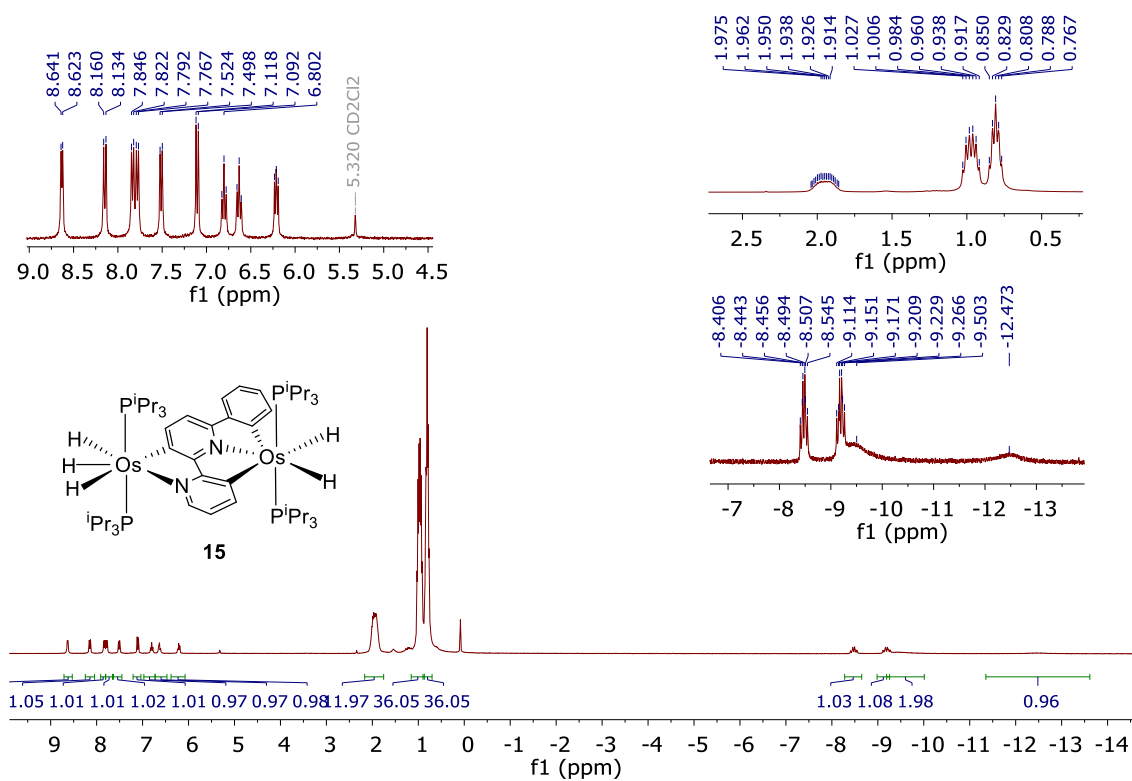 8.641
8.623
8.160
8.134
7.846
7.822
7.792
7.767
7.524
7.498
7.118
7.092
6.802
5.320 CD2Cl2
9.0 8.5 8.0 7.5 7.0 6.5 6.0 5.5 5.0 4.5
f1 (ppm)
1.975
1.962
1.950
1.938
1.926
1.914
1.027
1.006
0.984
0.960
0.938
0.917
0.850
0.829
0.808
0.788
0.767
2.5 2.0 1.5 1.0 0.5
f1 (ppm)
-8.406
-8.443
-8.456
-8.494
-8.507
-8.545
-9.114
-9.151
-9.171
-9.209
-9.229
-9.266
-9.503
-12.473
-7 -8 -9 -10 -11 -12 -13
f1 (ppm)
PiPr3
PiPr3
H
H
H
Os
N
N
Os
H
H
iPr3P
PiPr3
15
1.05 1.01 1.01 1.02 1.01 0.97 0.97 0.98 11.97 36.05 36.05 1.03 1.08 1.98 0.96
9 8 7 6 5 4 3 2 1 0 -1 -2 -3 -4 -5 -6 -7 -8 -9 -10 -11 -12 -13 -14
f1 (ppm)